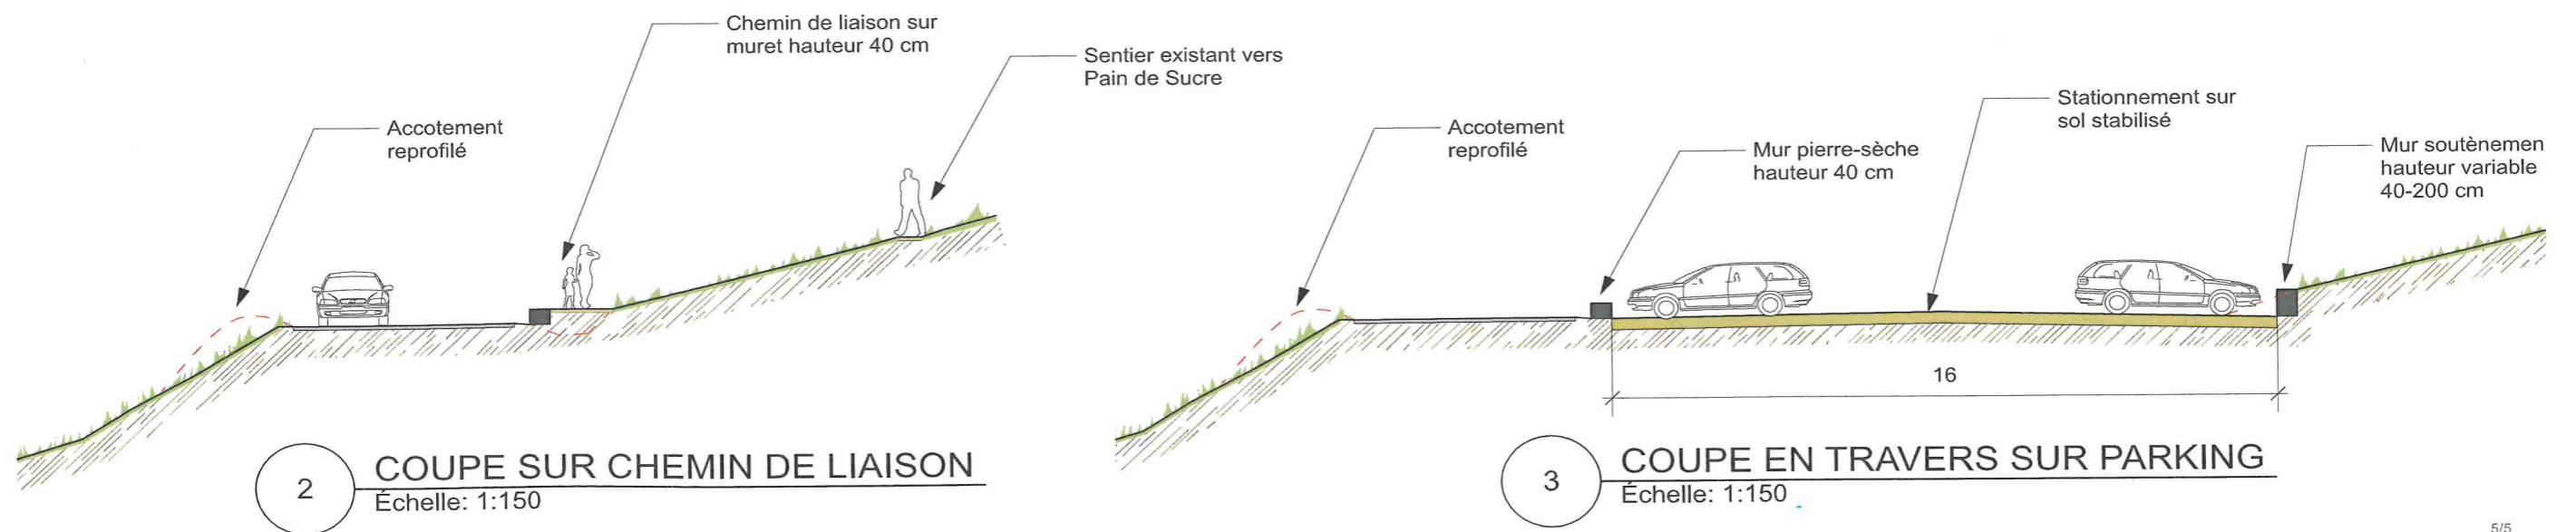 Chemin de liaison sur
muret hauteur 40 cm
Sentier existant vers
Pain de Sucre
Accotement
reprofilé
2
COUPE SUR CHEMIN DE LIAISON
Échelle: 1:150
Accotement
reprofilé
Mur pierre-sèche
hauteur 40 cm
Stationnement sur
sol stabilisé
Mur soutènemen
hauteur variable
40-200 cm
16
3
COUPE EN TRAVERS SUR PARKING
Échelle: 1:150
5/5